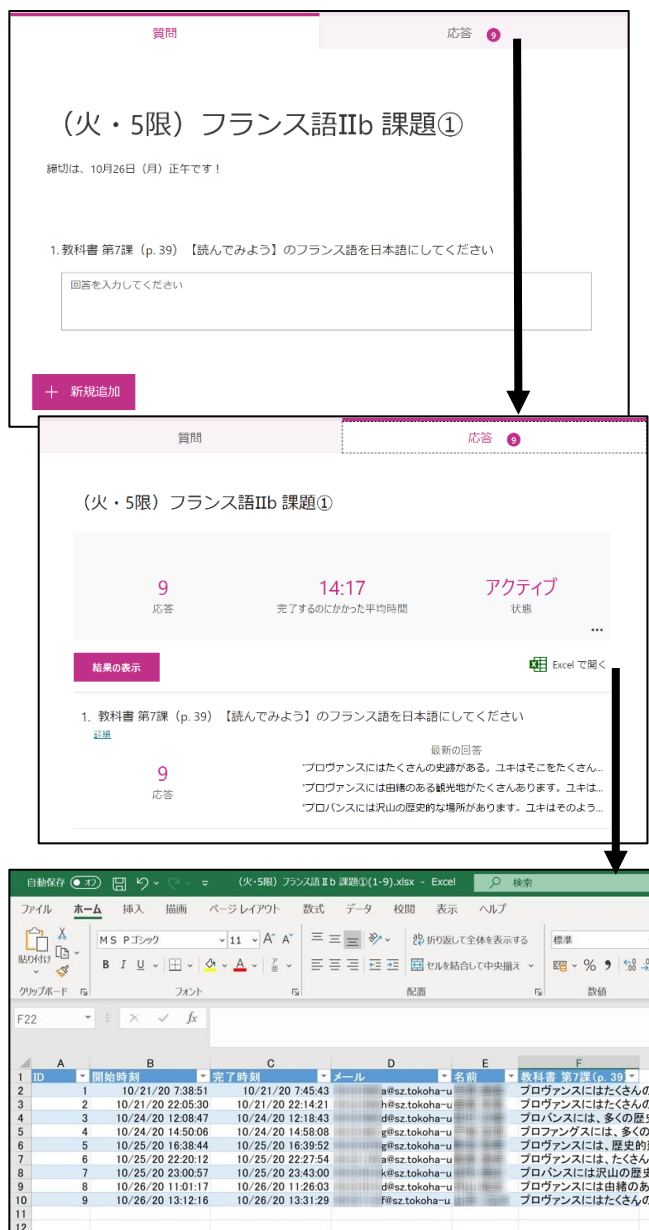 質問 応答 9
（火・5限）フランス語IIb 課題①
締切は、10月26日（月）正午です！
1. 教科書 第7課（p. 39）【読んでみよう】のフランス語を日本語にしてください
回答を入力してください
＋ 新規追加
質問 応答 9
（火・5限）フランス語IIb 課題①
9 14:17 アクティブ
応答 完了するのにかかった平均時間 状態
...
結果の表示 Excel で開く
1. 教科書 第7課（p. 39）【読んでみよう】のフランス語を日本語にしてください
詳細
最新の回答
9
応答
"プロヴァンスにはたくさんの史跡がある。ユキはそこをたくさん...
"プロヴァンスには由緒のある観光地がたくさんあります。ユキは...
"プロバンスには沢山の歴史的な場所があります。ユキはそのよう...
自動保存 オフ (火・5限) フランス語Ⅱb 課題①(1-9).xlsx - Excel 検索
ファイル ホーム 挿入 描画 ページ レイアウト 数式 データ 校閲 表示 ヘルプ
貼り付け MS Pゴシック 11 A A 折り返して全体を表示する 標準
B I U A セルを結合して中央揃え %
クリップボード フォント 配置 数値
F22 fx
A B C D E F
1 ID 開始時刻 完了時刻 メール 名前 教科書 第7課(p. 39)
2 1 10/21/20 7:38:51 10/21/20 7:45:43 a@sz.tokoha-u プロヴァンスにはたくさんの
3 2 10/21/20 22:05:30 10/21/20 22:14:21 h@sz.tokoha-u プロヴァンスにはたくさんの
4 3 10/24/20 12:08:47 10/24/20 12:18:43 d@sz.tokoha-u プロバンスには、多くの歴史
5 4 10/24/20 14:50:06 10/24/20 14:58:08 g@sz.tokoha-u プロファングスには、多くの
6 5 10/25/20 16:38:44 10/25/20 16:39:52 g@sz.tokoha-u プロヴァンスには、歴史的
7 6 10/25/20 22:20:12 10/25/20 22:27:54 a@sz.tokoha-u プロヴァンスには、たくさん
8 7 10/25/20 23:00:57 10/25/20 23:43:00 k@sz.tokoha-u プロバンスには沢山の歴史
9 8 10/26/20 11:01:17 10/26/20 11:26:03 d@sz.tokoha-u プロヴァンスには由緒のあ
10 9 10/26/20 13:12:16 10/26/20 13:31:29 f@sz.tokoha-u プロヴァンスにはたくさんの
11
12